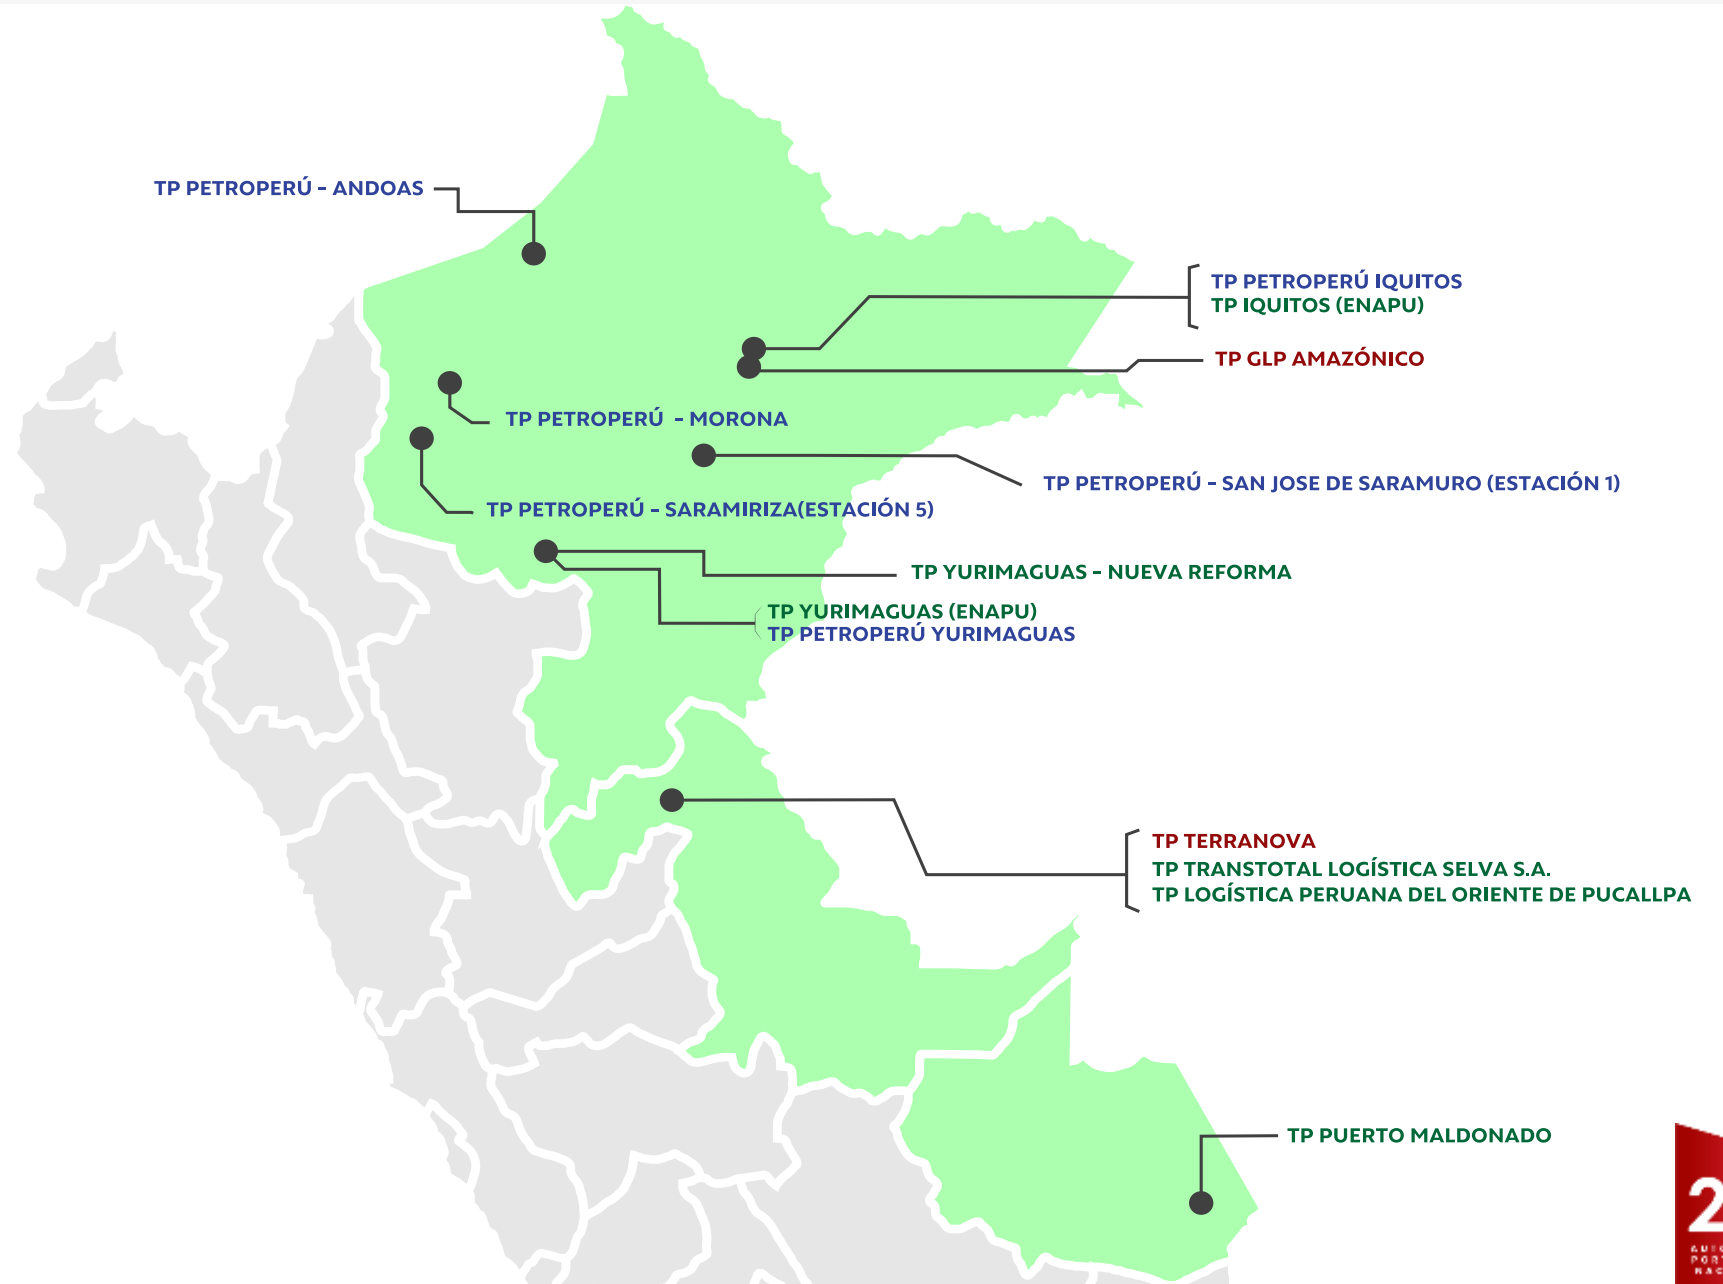 TP PETROPERÚ - ANDOAS
TP PETROPERÚ IQUITOS
TP IQUITOS (ENAPU)
TP GLP AMAZÓNICO
TP PETROPERÚ - MORONA
TP PETROPERÚ - SAN JOSE DE SARAMURO (ESTACIÓN 1)
TP PETROPERÚ - SARAMIRIZA(ESTACIÓN 5)
TP YURIMAGUAS - NUEVA REFORMA
TP YURIMAGUAS (ENAPU)
TP PETROPERÚ YURIMAGUAS
TP TERRANOVA
TP TRANSTOTAL LOGÍSTICA SELVA S.A.
TP LOGÍSTICA PERUANA DEL ORIENTE DE PUCALLPA
TP PUERTO MALDONADO
2